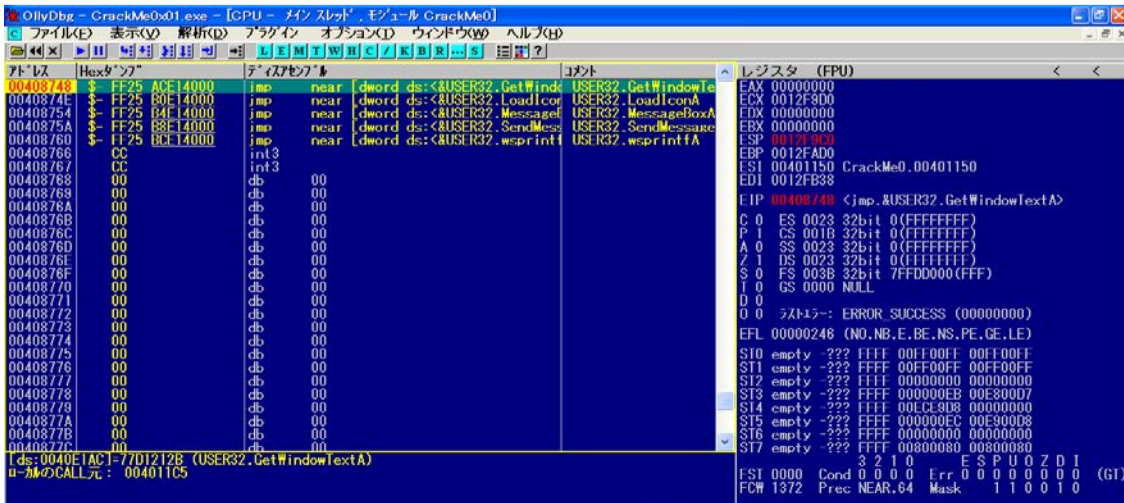 OllyDbg - CrackMe0x01.exe - [CPU - メイン スレッド, モジュール CrackMe0]
ファイル(F) 表示(V) 解析(D) プラグイン オプション(T) ウィンドウ(W) ヘルプ(H)
L E M T W H C / K B R ... S ?
アドレス Hexダンプ ディスアセンブル コメント レジスタ (FPU) < <
00408748 $- FF25 ACE14000 jmp near [dword ds:<&USER32.GetWindo USER32.GetWindowTe
0040874E $- FF25 B0E14000 jmp near [dword ds:<&USER32.LoadIcon USER32.LoadIconA
00408754 $- FF25 B4E14000 jmp near [dword ds:<&USER32.MessageB USER32.MessageBoxA
0040875A $- FF25 B8E14000 jmp near [dword ds:<&USER32.SendMess USER32.SendMessage
00408760 $- FF25 BCE14000 jmp near [dword ds:<&USER32.wsprintf USER32.wsprintfA
00408766 CC int3
00408767 CC int3
00408768 00 db 00
00408769 00 db 00
0040876A 00 db 00
0040876B 00 db 00
0040876C 00 db 00
0040876D 00 db 00
0040876E 00 db 00
0040876F 00 db 00
00408770 00 db 00
00408771 00 db 00
00408772 00 db 00
00408773 00 db 00
00408774 00 db 00
00408775 00 db 00
00408776 00 db 00
00408777 00 db 00
00408778 00 db 00
00408779 00 db 00
0040877A 00 db 00
0040877B 00 db 00
0040877C 00 db 00
[ds:0040E1AC]=77D1212B (USER32.GetWindowTextA)
ローカルのCALL元: 004011C5
EAX 00000000
ECX 0012F9D0
EDX 00000000
EBX 00000000
ESP 0012F9C0
EBP 0012FAD0
ESI 00401150 CrackMe0.00401150
EDI 0012FB38
EIP 00408748 <jmp.&USER32.GetWindowTextA>
C 0 ES 0023 32bit 0(FFFFFFFF)
P 1 CS 001B 32bit 0(FFFFFFFF)
A 0 SS 0023 32bit 0(FFFFFFFF)
Z 1 DS 0023 32bit 0(FFFFFFFF)
S 0 FS 003B 32bit 7FFDD000(FFF)
T 0 GS 0000 NULL
D 0
O 0 ラストエラー: ERROR_SUCCESS (00000000)
EFL 00000246 (NO,NB,E,BE,NS,PE,GE,LE)
ST0 empty -??? FFFF 00FF00FF 00FF00FF
ST1 empty -??? FFFF 00FF00FF 00FF00FF
ST2 empty -??? FFFF 00000000 00000000
ST3 empty -??? FFFF 000000EB 00E800D7
ST4 empty -??? FFFF 00ECE9D8 00000000
ST5 empty -??? FFFF 000000EC 00E900D8
ST6 empty -??? FFFF 00000000 00000000
ST7 empty -??? FFFF 00800080 00800080
3 2 1 0 E S P U O Z D I
FST 0000 Cond 0 0 0 0 Err 0 0 0 0 0 0 0 0 (GT)
FCW 1372 Prec NEAR,64 Mask 1 1 0 0 1 0